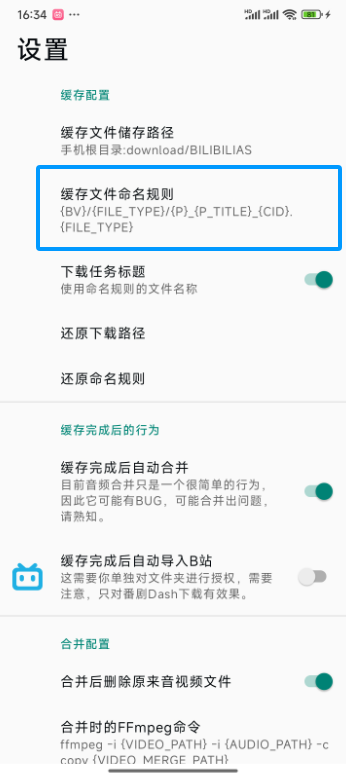 16:34 ···
HD HD 81
设置
缓存配置
缓存文件储存路径
手机根目录:download/BILIBILIAS
缓存文件命名规则
{BV}/{FILE_TYPE}/{P}_{P_TITLE}_{CID}.
{FILE_TYPE}
下载任务标题
使用命名规则的文件名称
还原下载路径
还原命名规则
缓存完成后的行为
缓存完成后自动合并
目前音频合并只是一个很简单的行为，
因此它可能有BUG，可能合并出问题，
请熟知。
缓存完成后自动导入B站
这需要你单独对文件夹进行授权，需要
注意，只对番剧Dash下载有效果。
合并配置
合并后删除原来音视频文件
合并时的FFmpeg命令
ffmpeg -i {VIDEO_PATH} -i {AUDIO_PATH} -c
copy {VIDEO_MERGE_PATH}